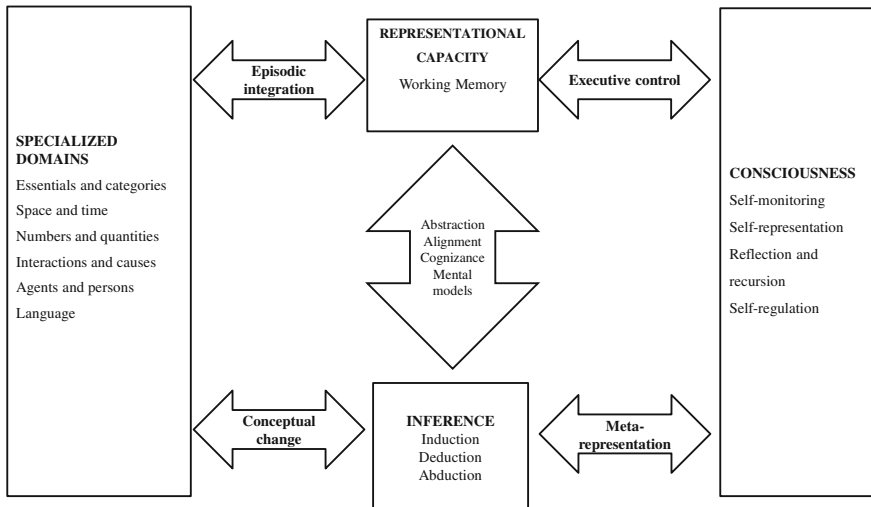 REPRESENTATIONAL
CAPACITY
Working Memory
Episodic
integration
Executive control
SPECIALIZED
DOMAINS
Essentials and categories
Space and time
Numbers and quantities
Interactions and causes
Agents and persons
Language
Abstraction
Alignment
Cognizance
Mental
models
CONSCIOUSNESS
Self-monitoring
Self-representation
Reflection and
recursion
Self-regulation
Conceptual
change
INFERENCE
Induction
Deduction
Abduction
Meta-
representation